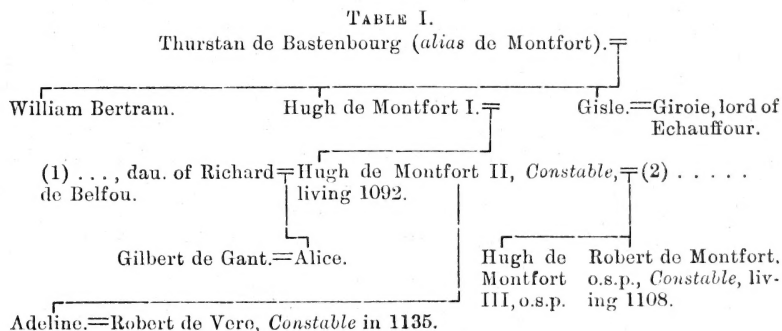 TABLE I.
Thurstan de Bastenbourg (alias de Montfort).
William Bertram. Hugh de Montfort I. Gisle.=Giroie, lord of
Echauffour.
(1) . . . , dau. of Richard Hugh de Montfort II, Constable, (2) . . . . .
de Belfou. living 1092.
Gilbert de Gant.=Alice. Hugh de Robert de Montfort,
Montfort o.s.p., Constable, liv-
III, o.s.p. ing 1108.
Adeline.=Robert de Vere, Constable in 1135.